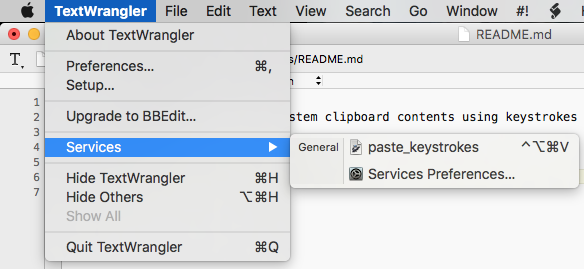 TextWrangler File Edit Text View Search Go Window #!
README.md
About TextWrangler
T s/README.md
Preferences... ⌘,
Setup...
1
Upgrade to BBEdit...
2 stem clipboard contents using keystrokes
3
Services ▶
4 General paste_keystrokes ^⌥⌘V
Services Preferences...
5
Hide TextWrangler ⌘H
6
Hide Others ⌥⌘H
7
Show All
Quit TextWrangler ⌘Q